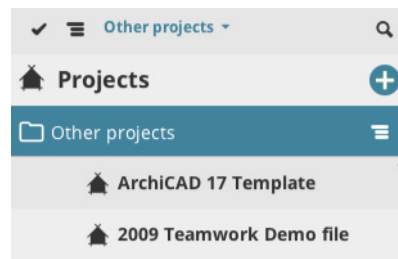 Other projects
Projects
Other projects
ArchiCAD 17 Template
2009 Teamwork Demo file